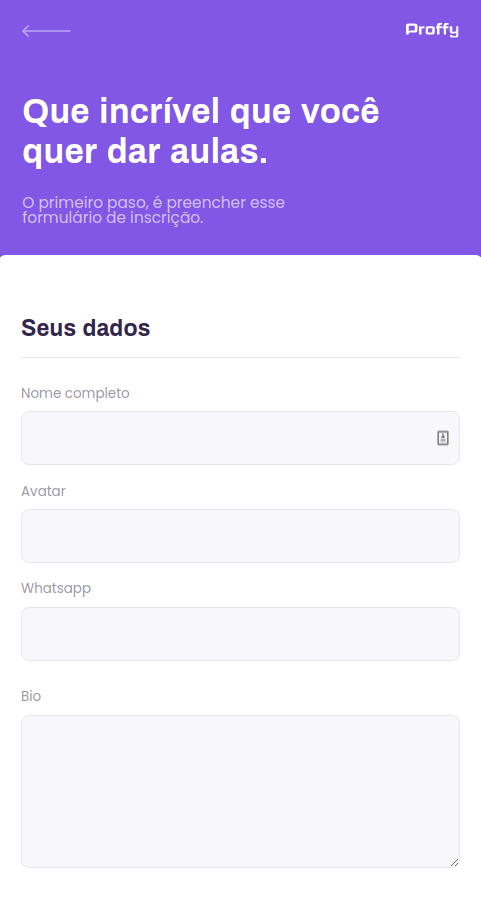 Proffy
Que incrível que você
quer dar aulas.
O primeiro paso, é preencher esse
formulário de inscrição.
Seus dados
Nome completo
Avatar
Whatsapp
Bio